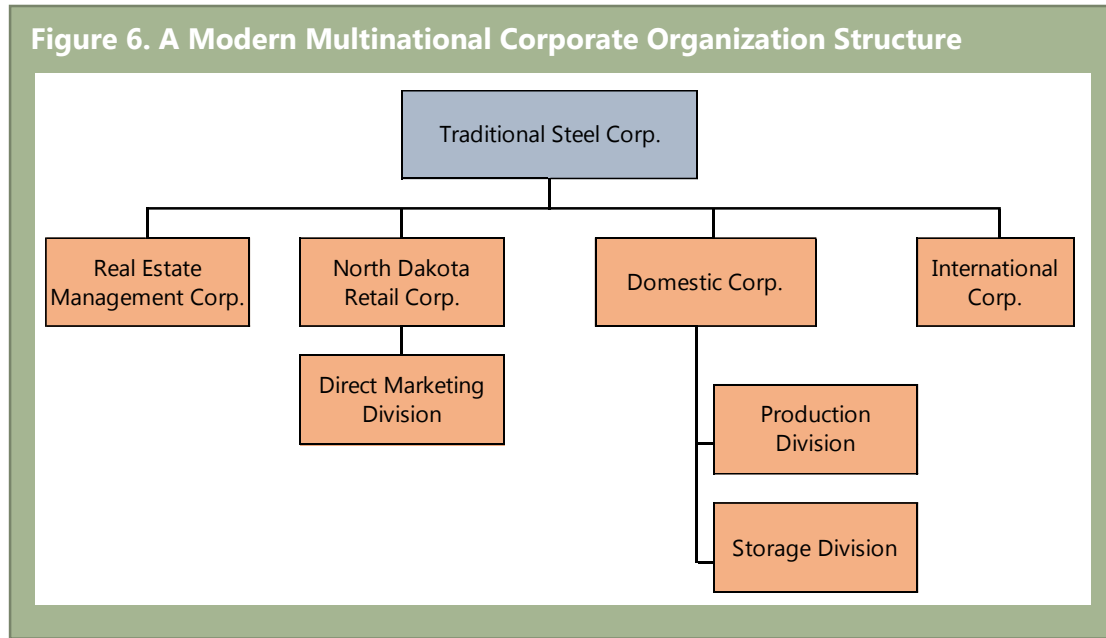 Figure 6. A Modern Multinational Corporate Organization Structure
Traditional Steel Corp.
Real Estate
Management Corp.
North Dakota
Retail Corp.
Domestic Corp.
International
Corp.
Direct Marketing
Division
Production
Division
Storage Division